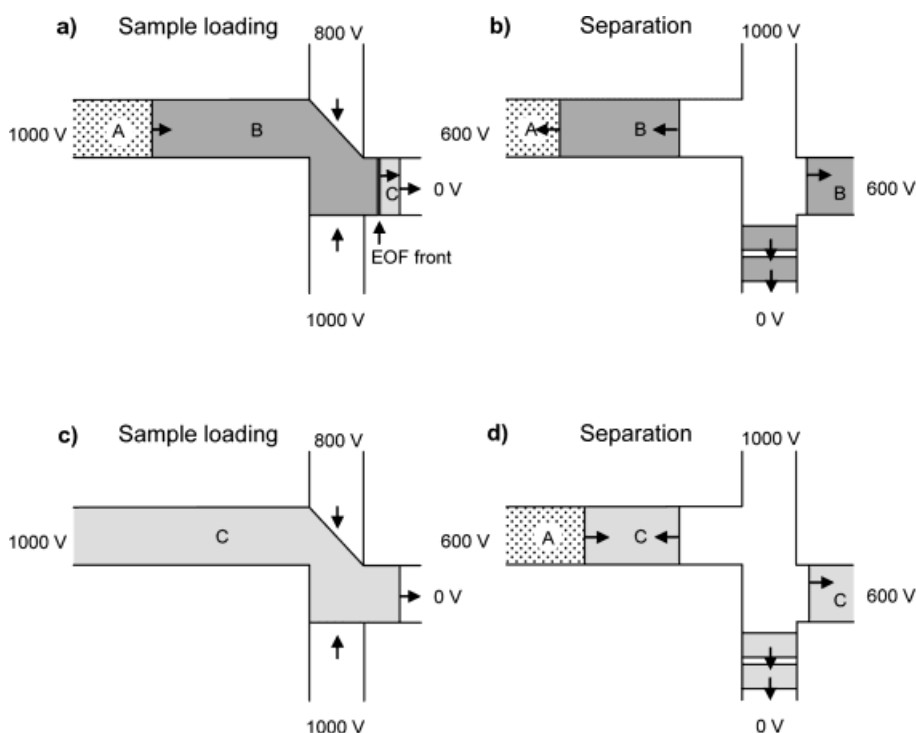 a) Sample loading
800 V
1000 V
A
B
C
0 V
EOF front
1000 V
b) Separation
1000 V
600 V
A
B
B
600 V
0 V
c) Sample loading
800 V
1000 V
C
0 V
1000 V
d) Separation
1000 V
600 V
A
C
C
600 V
0 V